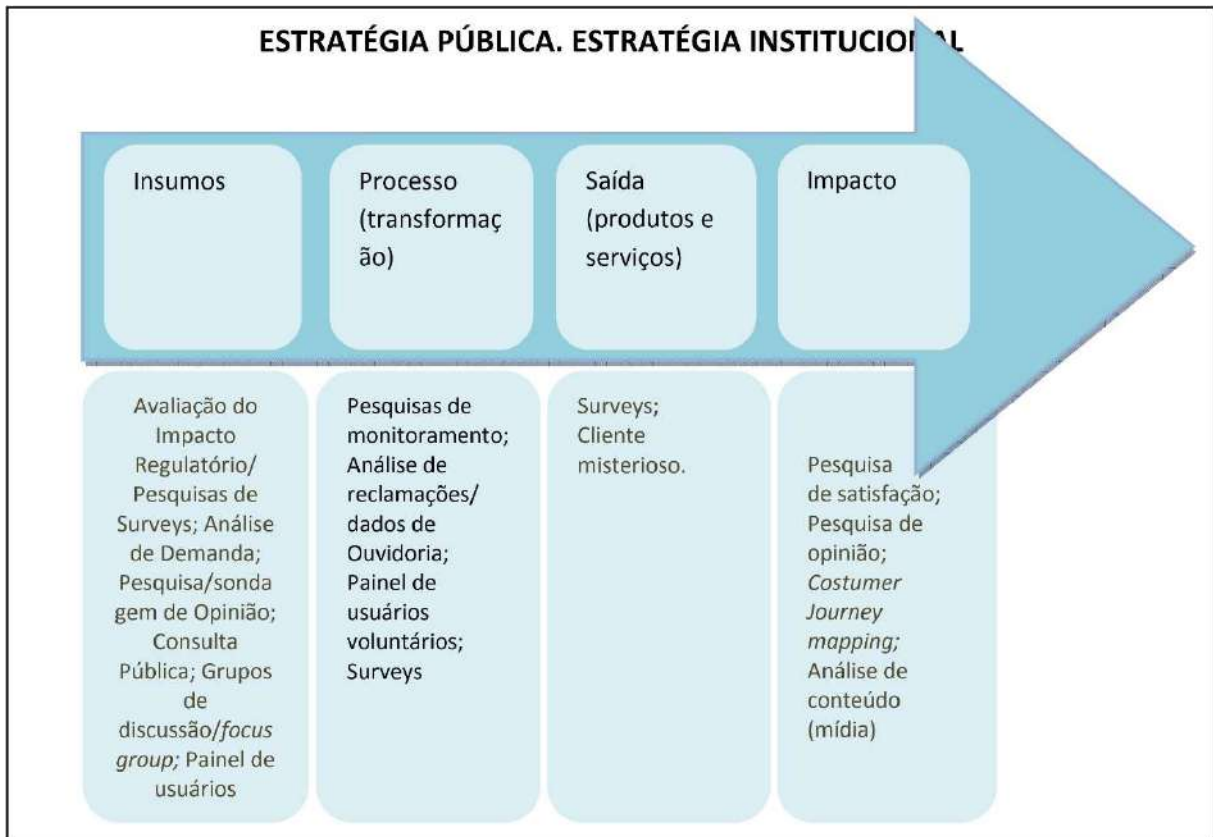 ESTRATÉGIA PÚBLICA. ESTRATÉGIA INSTITUCIONAL
Insumos
Processo
(transformaç
ão)
Saída
(produtos e
serviços)
Impacto
Avaliação do
Impacto
Regulatório/
Pesquisas de
Surveys; Análise
de Demanda;
Pesquisa/sonda
gem de Opinião;
Consulta
Pública; Grupos
de
discussão/focus
group; Painel de
usuários
Pesquisas de
monitoramento;
Análise de
reclamações/
dados de
Ouvidoria;
Painel de
usuários
voluntários;
Surveys
Surveys;
Cliente
misterioso.
Pesquisa
de satisfação;
Pesquisa de
opinião;
Costumer
Journey
mapping;
Análise de
conteúdo
(mídia)